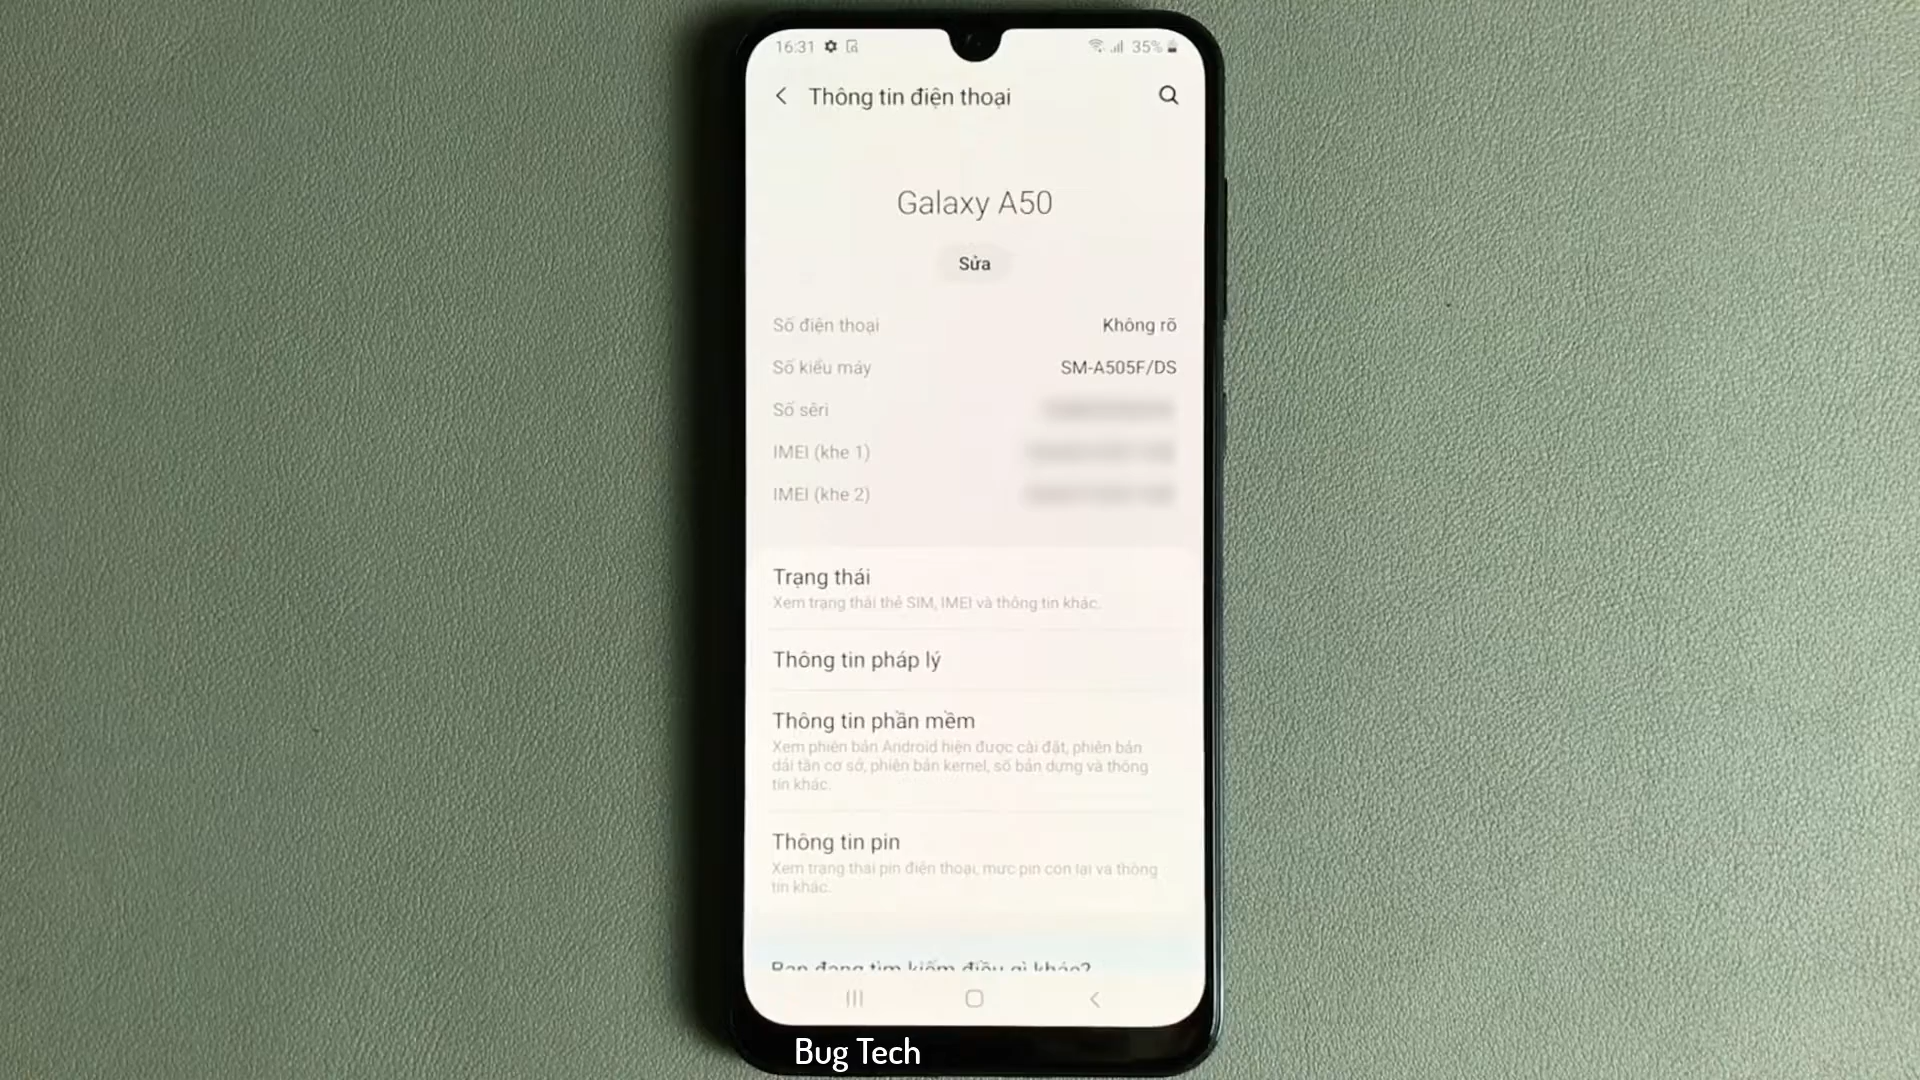 16:31
35%
Thông tin điện thoại
Galaxy A50
Sửa
Số điện thoại Không rõ
Số kiểu máy SM-A505F/DS
Số sêri
IMEI (khe 1)
IMEI (khe 2)
Trạng thái
Xem trạng thái thẻ SIM, IMEI và thông tin khác.
Thông tin pháp lý
Thông tin phần mềm
Xem phiên bản Android hiện được cài đặt, phiên bản
dải tần cơ sở, phiên bản kernel, số bản dựng và thông
tin khác.
Thông tin pin
Xem trạng thái pin điện thoại, mức pin còn lại và thông
tin khác.
Bạn đang tìm kiếm điều gì khác?
Bug Tech